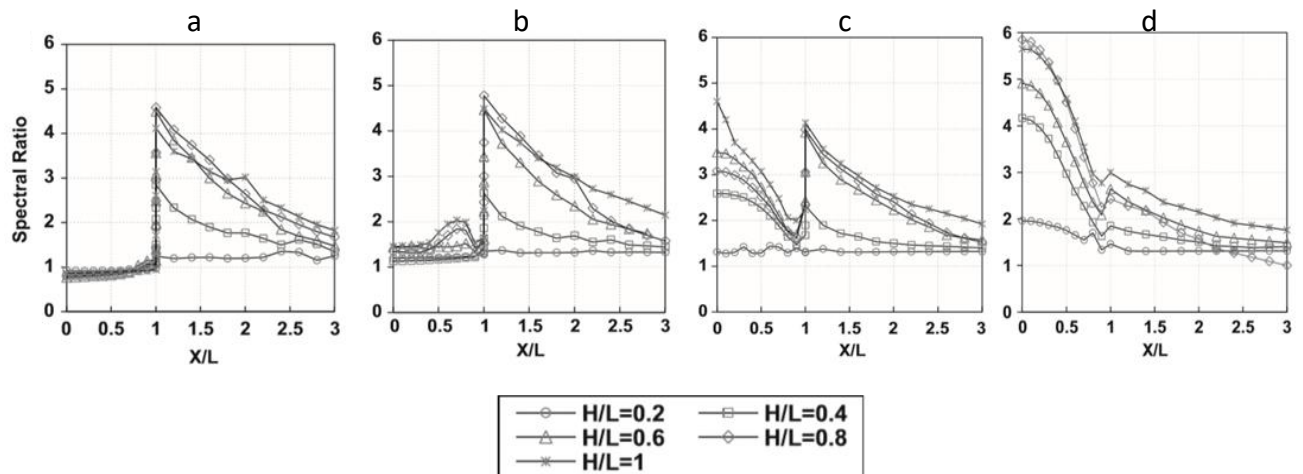 a b c d
Spectral Ratio
6 6 6 6
5 5 5 5
4 4 4 4
3 3 3 3
2 2 2 2
1 1 1 1
0 0 0 0
0 0.5 1 1.5 2 2.5 3 0 0.5 1 1.5 2 2.5 3 0 0.5 1 1.5 2 2.5 3 0 0.5 1 1.5 2 2.5 3
X/L X/L X/L X/L
H/L=0.2 H/L=0.4
H/L=0.6 H/L=0.8
H/L=1